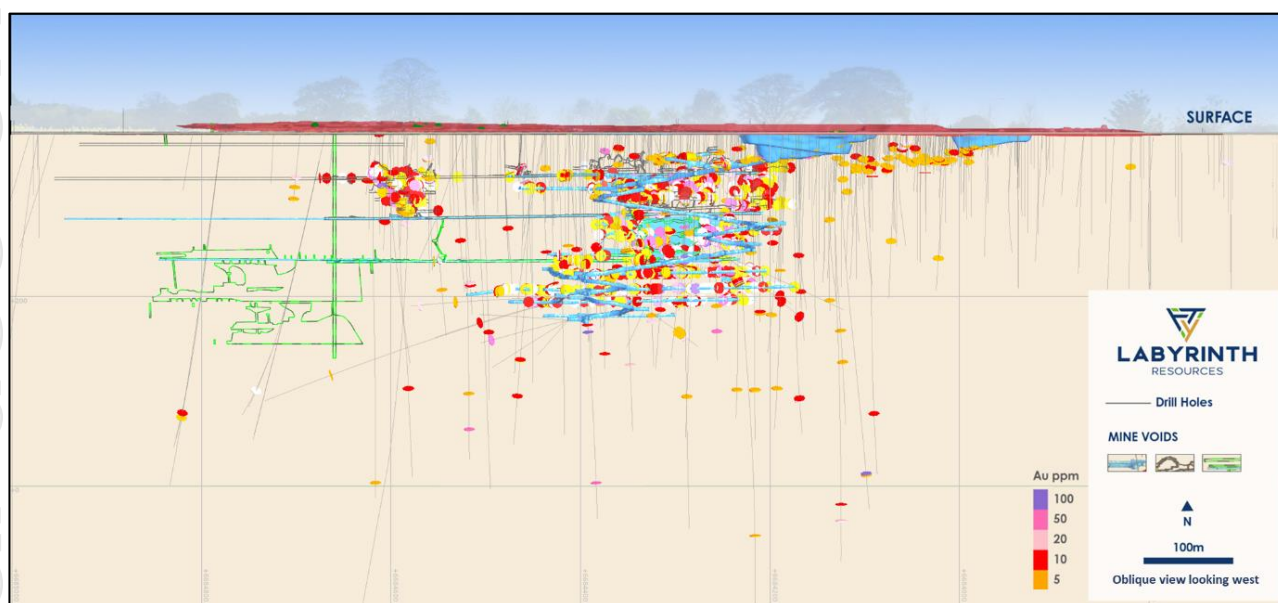 SURFACE
LABYRINTH
RESOURCES
Drill Holes
MINE VOIDS
Au ppm
100
50
20
10
5
N
100m
Oblique view looking west